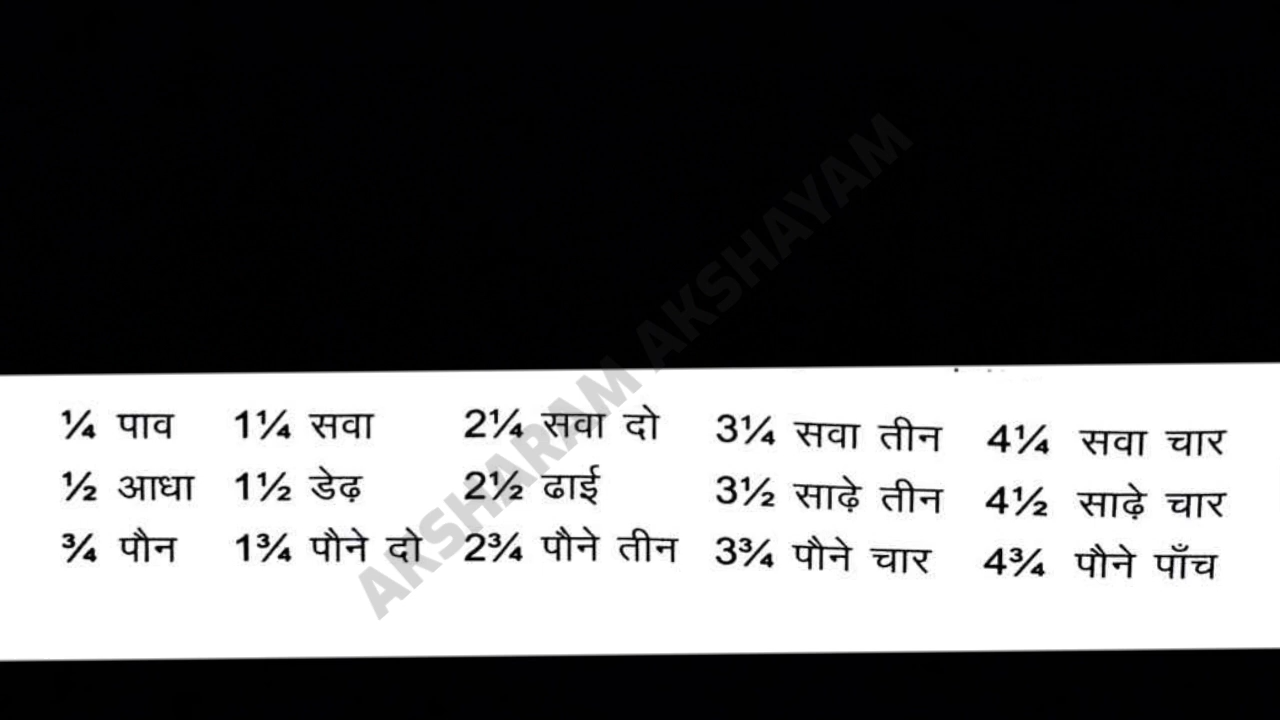 ¼ पाव 1¼ सवा 2¼ सवा दो 3¼ सवा तीन 4¼ सवा चार
½ आधा 1½ डेढ़ 2½ ढाई 3½ साढ़े तीन 4½ साढ़े चार
¾ पौन 1¾ पौने दो 2¾ पौने तीन 3¾ पौने चार 4¾ पौने पाँच
AKSHARAM AKSHAYAM